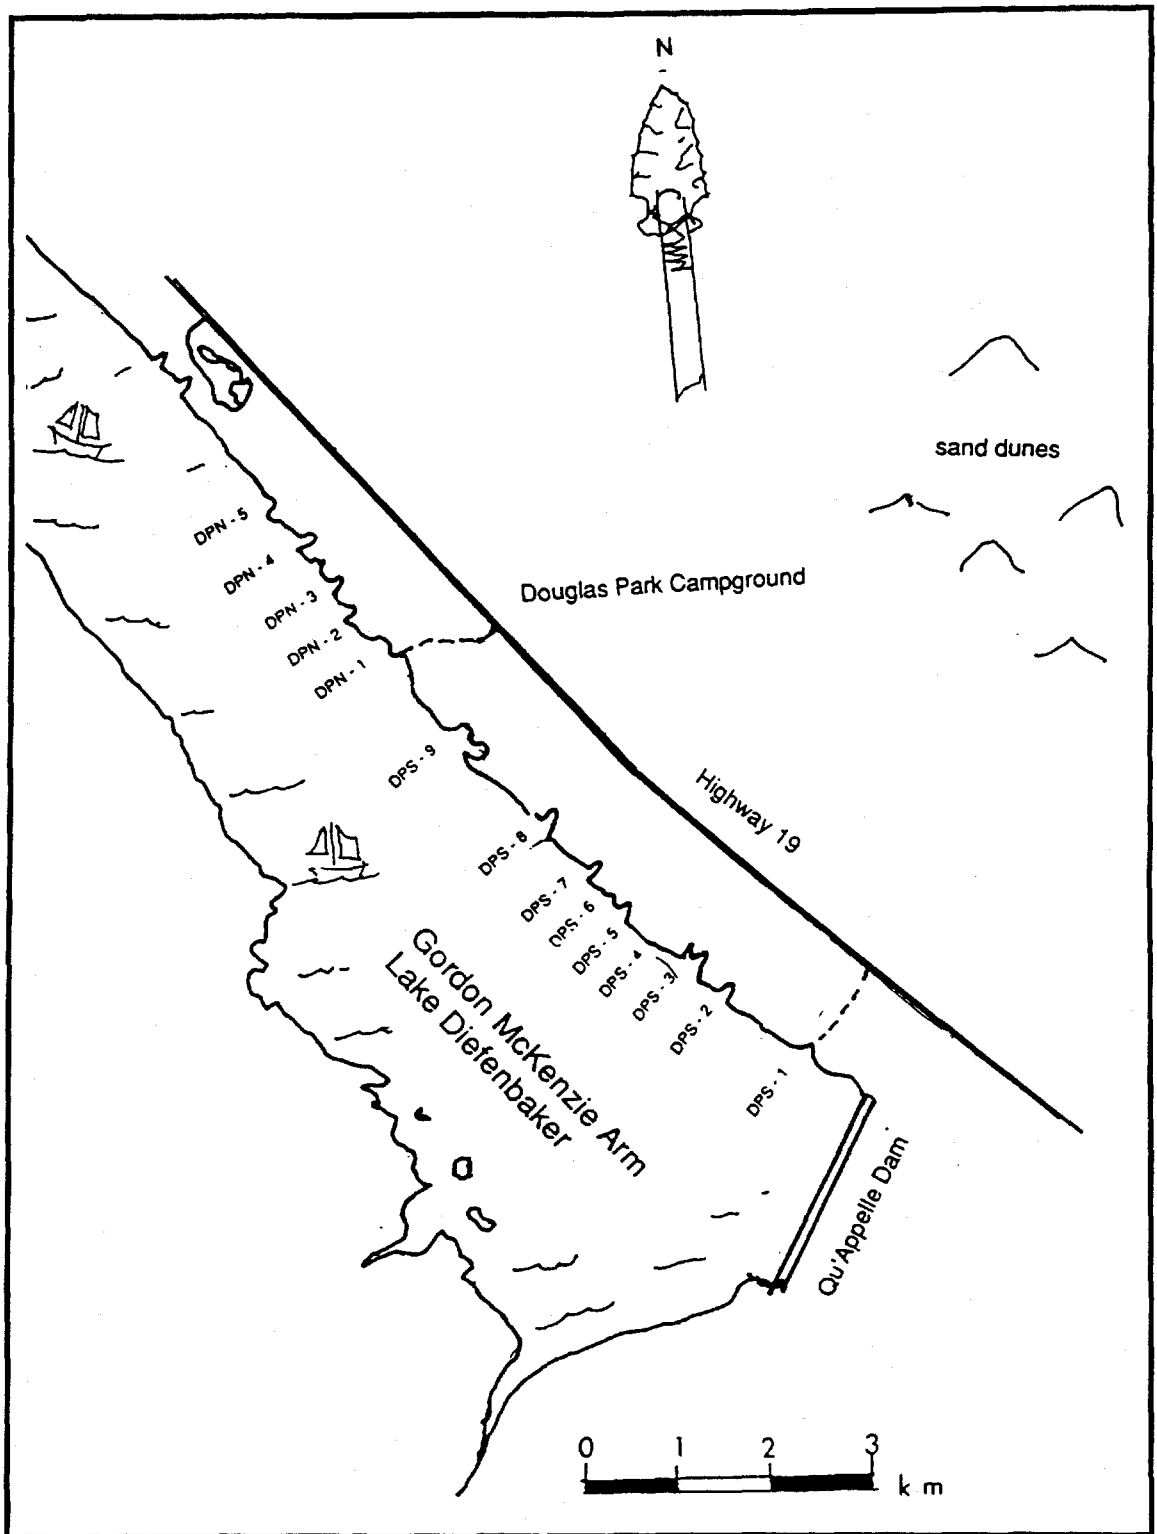 N
sand dunes
DPN - 5
DPN - 4
Douglas Park Campground
DPN - 3
DPN - 2
DPN - 1
DPS - 9
Highway 19
DPS - 8
DPS - 7
DPS - 6
DPS - 5
DPS - 4
DPS - 3
DPS - 2
DPS - 1
Gordon McKenzie Arm
Lake Diefenbaker
Qu'Appelle Dam
0 1 2 3
k m